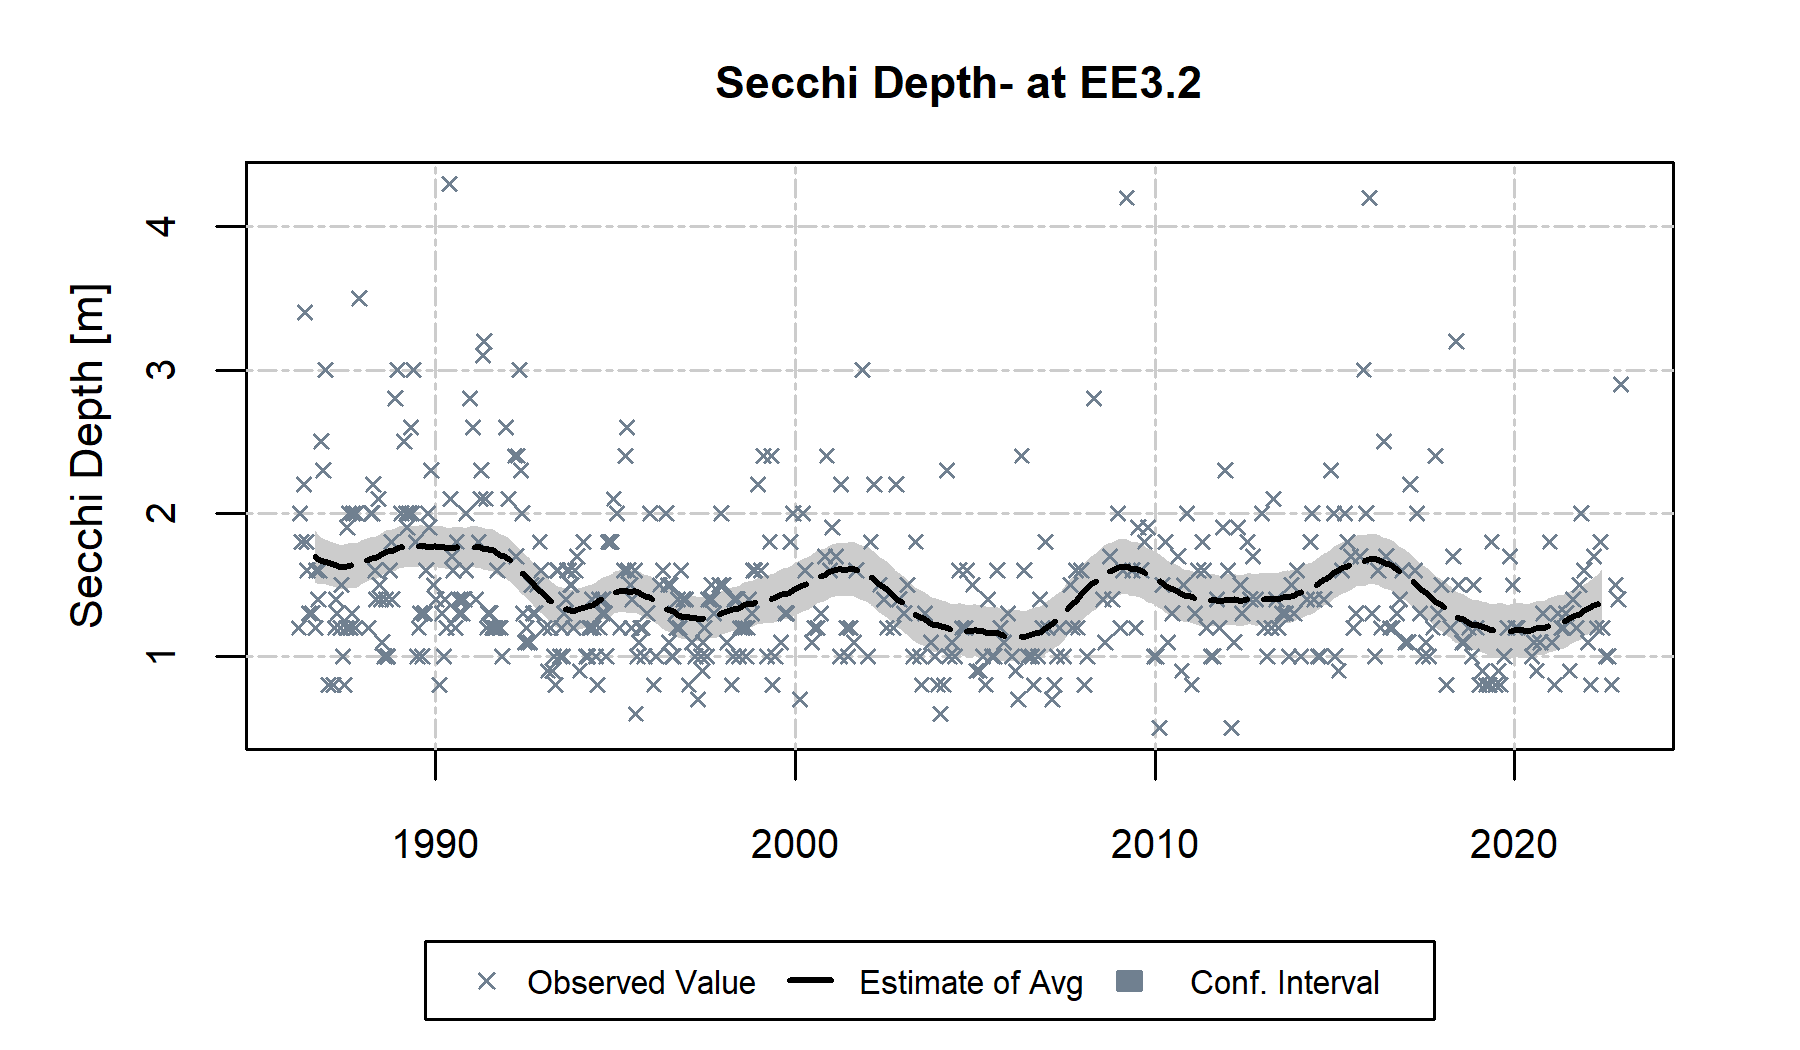 Secchi Depth- at EE3.2
Secchi Depth [m]
4
3
2
1
1990 2000 2010 2020
Observed Value Estimate of Avg Conf. Interval